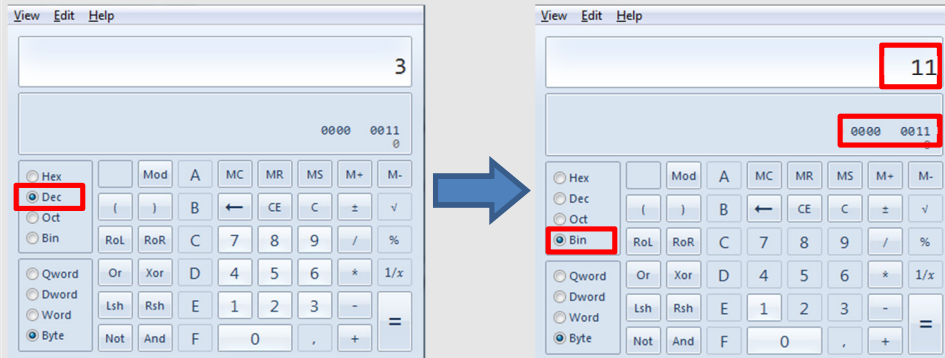 View Edit Help
3
0000 0011
0
Hex Mod A MC MR MS M+ M-
Dec ( ) B ← CE C ± √
Oct
Bin RoL RoR C 7 8 9 / %
Qword Or Xor D 4 5 6 * 1/x
Dword
Word Lsh Rsh E 1 2 3 - =
Byte Not And F 0 , +
View Edit Help
11
0000 0011
0
Hex Mod A MC MR MS M+ M-
Dec ( ) B ← CE C ± √
Oct
Bin RoL RoR C 7 8 9 / %
Qword Or Xor D 4 5 6 * 1/x
Dword
Word Lsh Rsh E 1 2 3 - =
Byte Not And F 0 , +